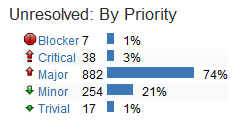 Unresolved: By Priority
Blocker 7 1%
Critical 38 3%
Major 882 74%
Minor 254 21%
Trivial 17 1%